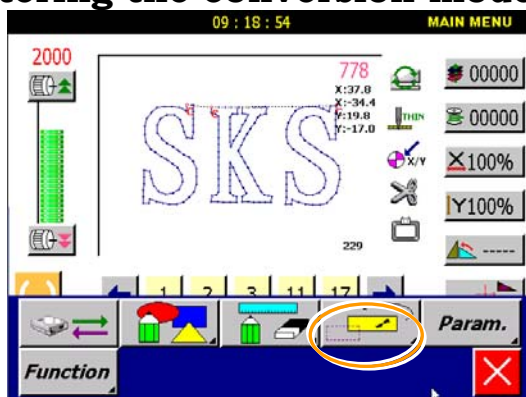 tering the conversion mode
09 : 18 : 54 MAIN MENU
2000
778
X:37.8
X:-34.4
Y:19.8
Y:-17.0
SKS
229
THIN
X/Y
00000
00000
X100%
Y100%
-----
1 2 3 11 17
Param.
Function